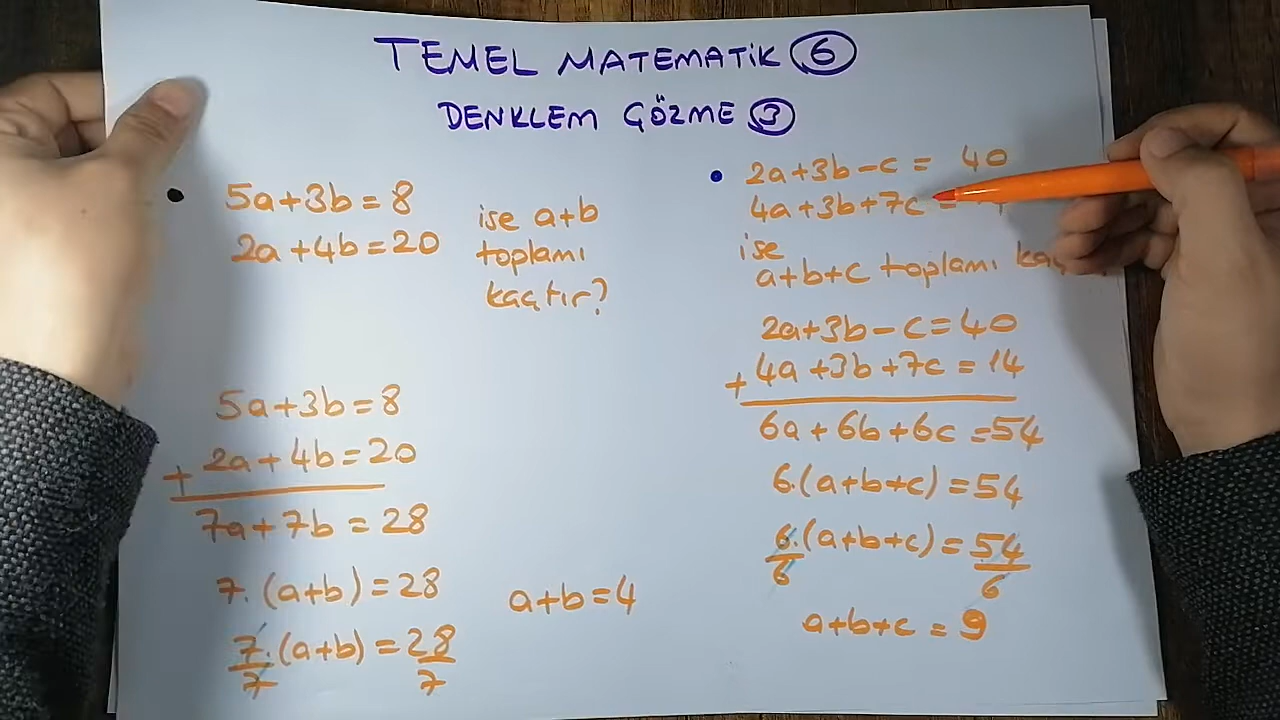 TEMEL MATEMATİK 6
DENKLEM ÇÖZME 3
5a+3b=8
2a+4b=20
ise a+b
toplamı
kaçtır?
5a+3b=8
+ 2a+4b=20
7a+7b=28
7.(a+b)=28
7.(a+b)=28
7 7
a+b=4
2a+3b-c= 40
4a+3b+7c =
ise
a+b+c toplamı
2a+3b-c=40
+ 4a+3b+7c=14
6a+6b+6c=54
6.(a+b+c)=54
6.(a+b+c)=54
6 6
a+b+c=9